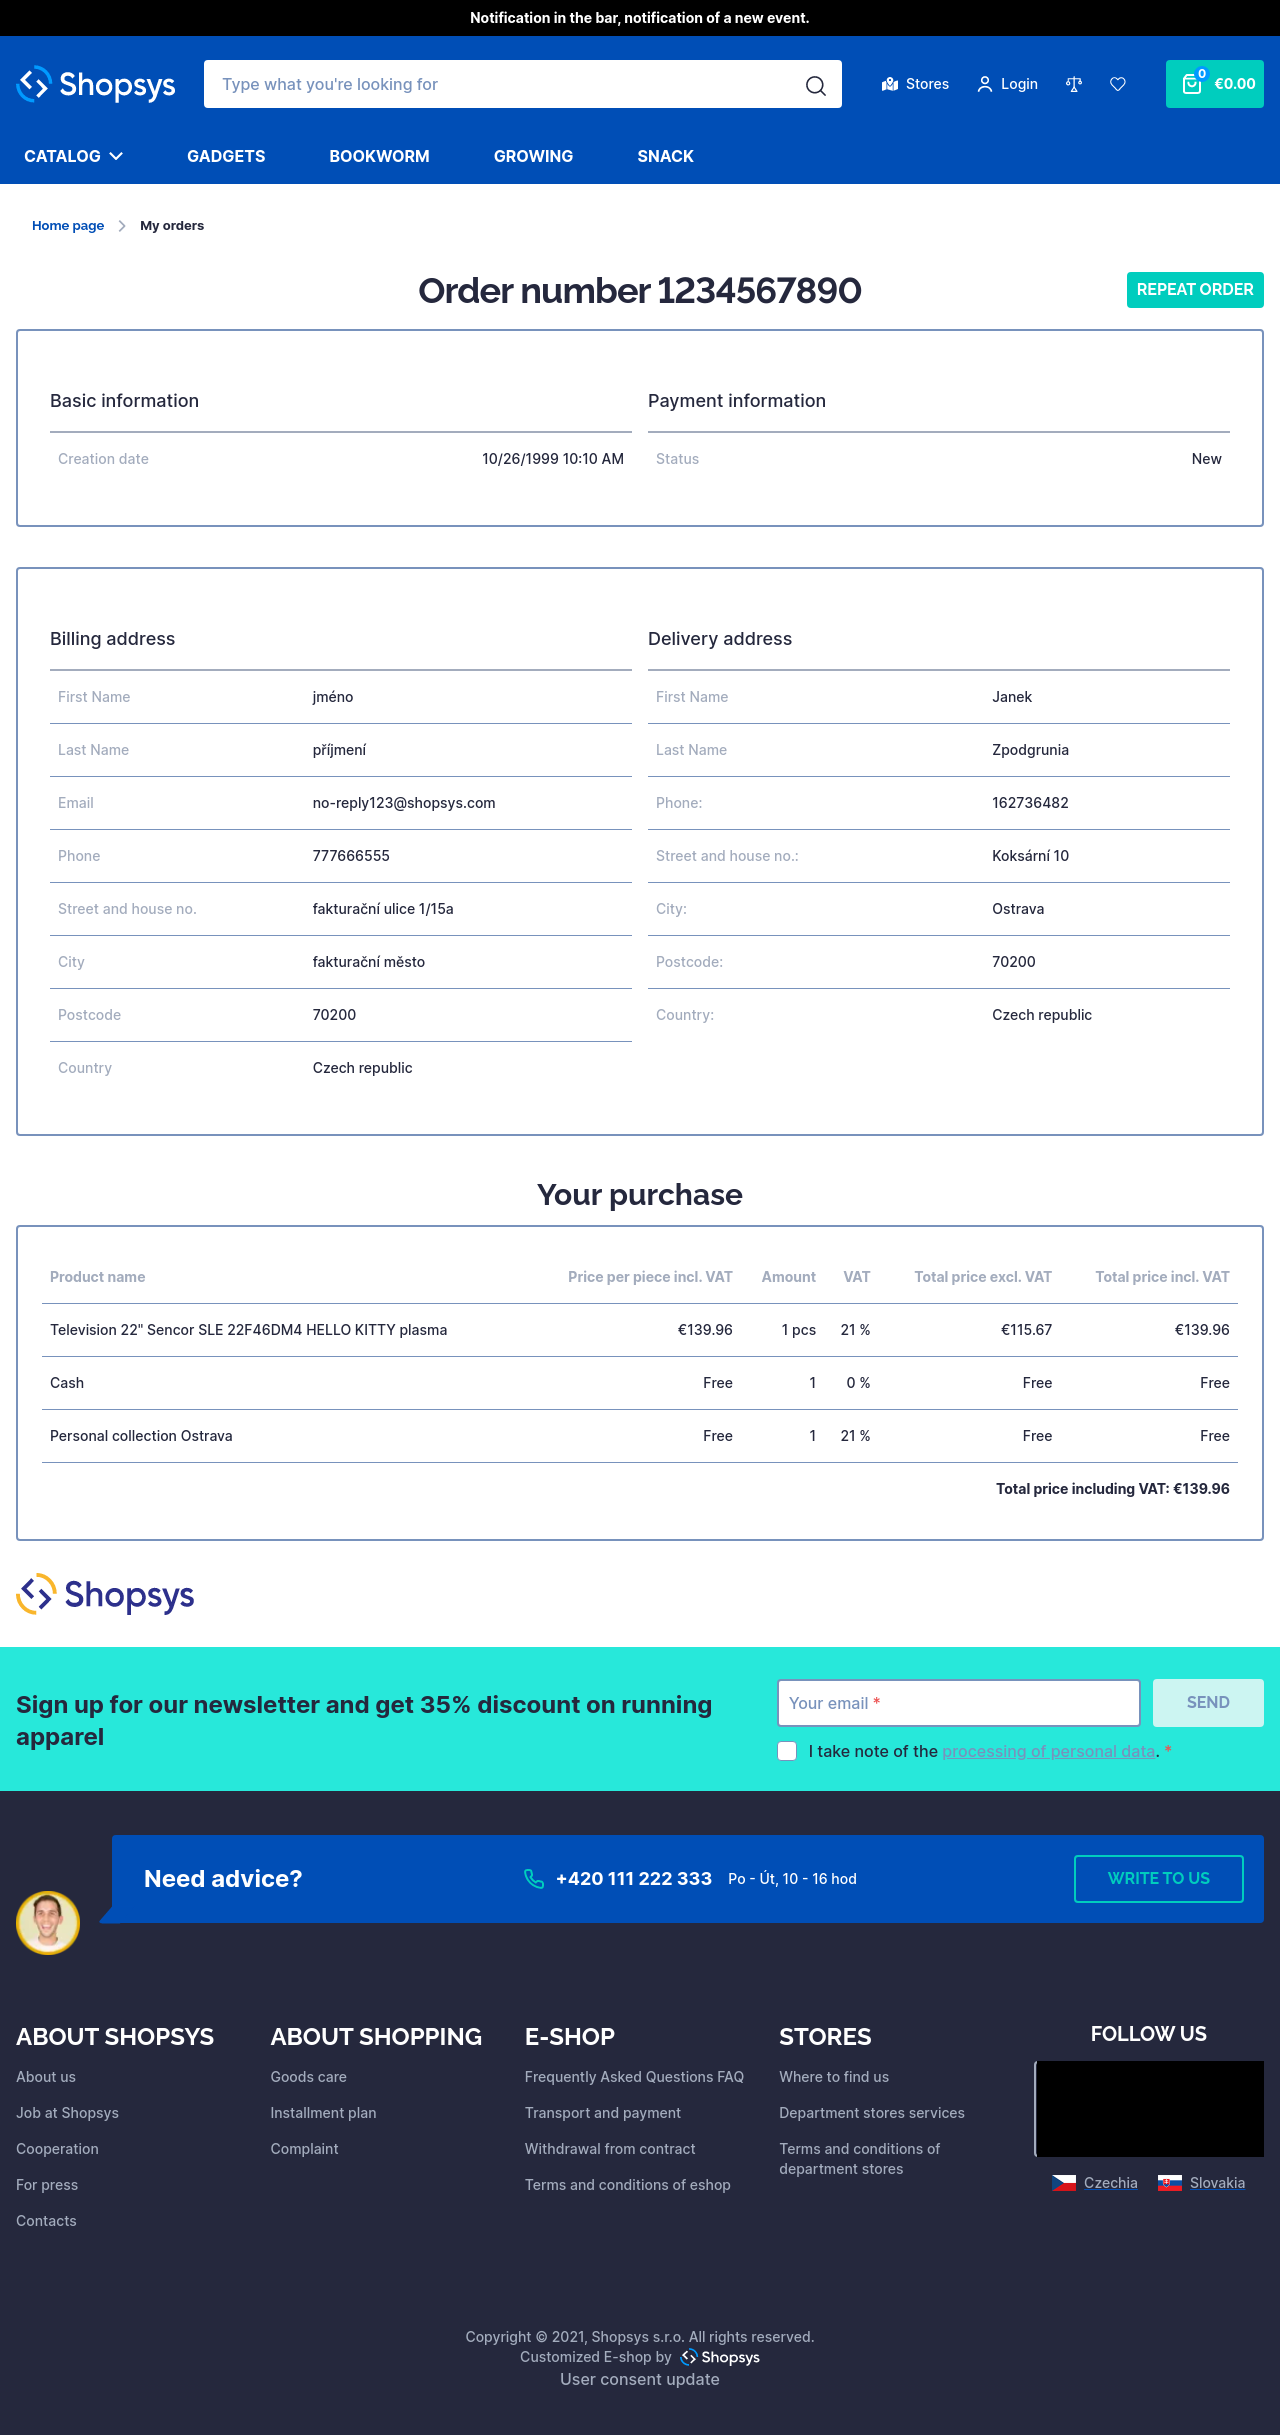 Notification in the bar, notification of a new event.
Shopsys
Type what you're looking for
Stores
Login
0
€0.00
CATALOG GADGETS BOOKWORM GROWING SNACK
Home page My orders
Order number 1234567890
REPEAT ORDER
Basic information
Creation date 10/26/1999 10:10 AM
Payment information
Status New
Billing address
First Name jméno
Last Name příjmení
Email no-reply123@shopsys.com
Phone 777666555
Street and house no. fakturační ulice 1/15a
City fakturační město
Postcode 70200
Country Czech republic
Delivery address
First Name Janek
Last Name Zpodgrunia
Phone: 162736482
Street and house no.: Koksární 10
City: Ostrava
Postcode: 70200
Country: Czech republic
Your purchase
Product name Price per piece incl. VAT Amount VAT Total price excl. VAT Total price incl. VAT
Television 22" Sencor SLE 22F46DM4 HELLO KITTY plasma €139.96 1 pcs 21 % €115.67 €139.96
Cash Free 1 0 % Free Free
Personal collection Ostrava Free 1 21 % Free Free
Total price including VAT: €139.96
Shopsys
Sign up for our newsletter and get 35% discount on running
apparel
Your email *
SEND
I take note of the processing of personal data. *
Need advice?
+420 111 222 333 Po - Út, 10 - 16 hod
WRITE TO US
ABOUT SHOPSYS
About us
Job at Shopsys
Cooperation
For press
Contacts
ABOUT SHOPPING
Goods care
Installment plan
Complaint
E-SHOP
Frequently Asked Questions FAQ
Transport and payment
Withdrawal from contract
Terms and conditions of eshop
STORES
Where to find us
Department stores services
Terms and conditions of
department stores
FOLLOW US
Czechia Slovakia
Copyright © 2021, Shopsys s.r.o. All rights reserved.
Customized E-shop by Shopsys
User consent update